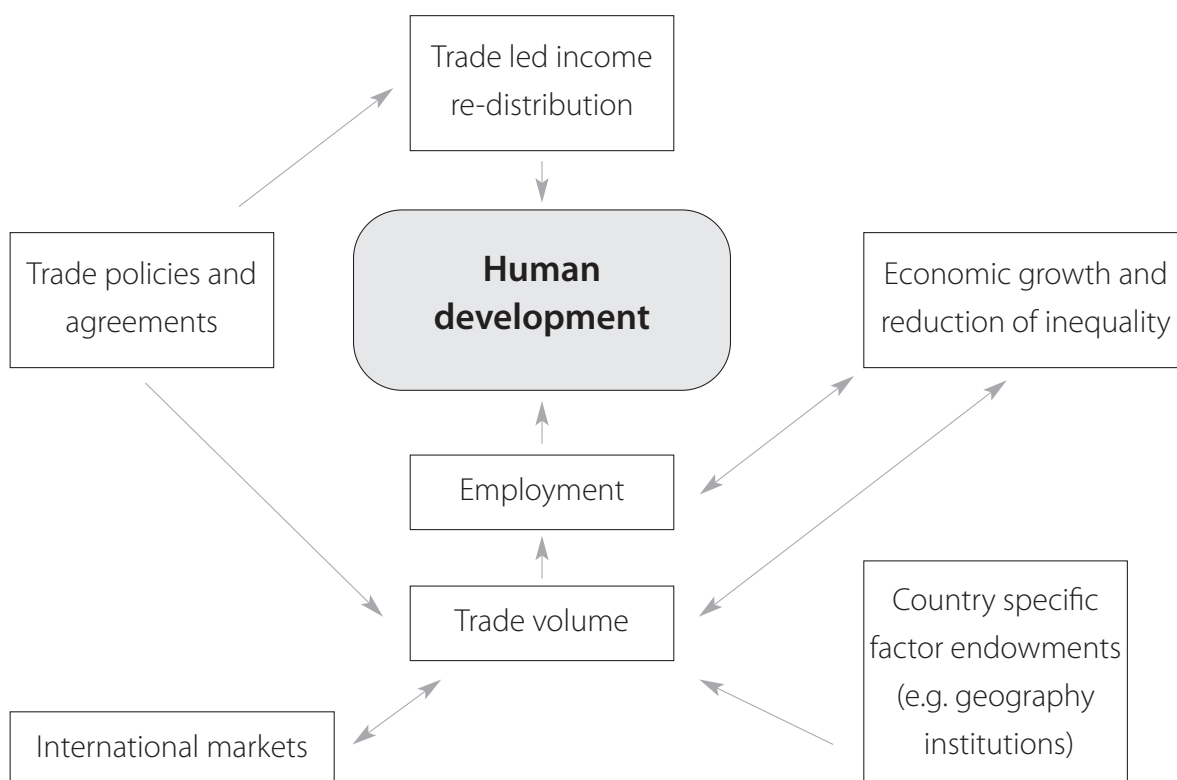 Trade led income
re-distribution
Trade policies and
agreements
Human
development
Economic growth and
reduction of inequality
Employment
Trade volume
Country specific
factor endowments
(e.g. geography
institutions)
International markets